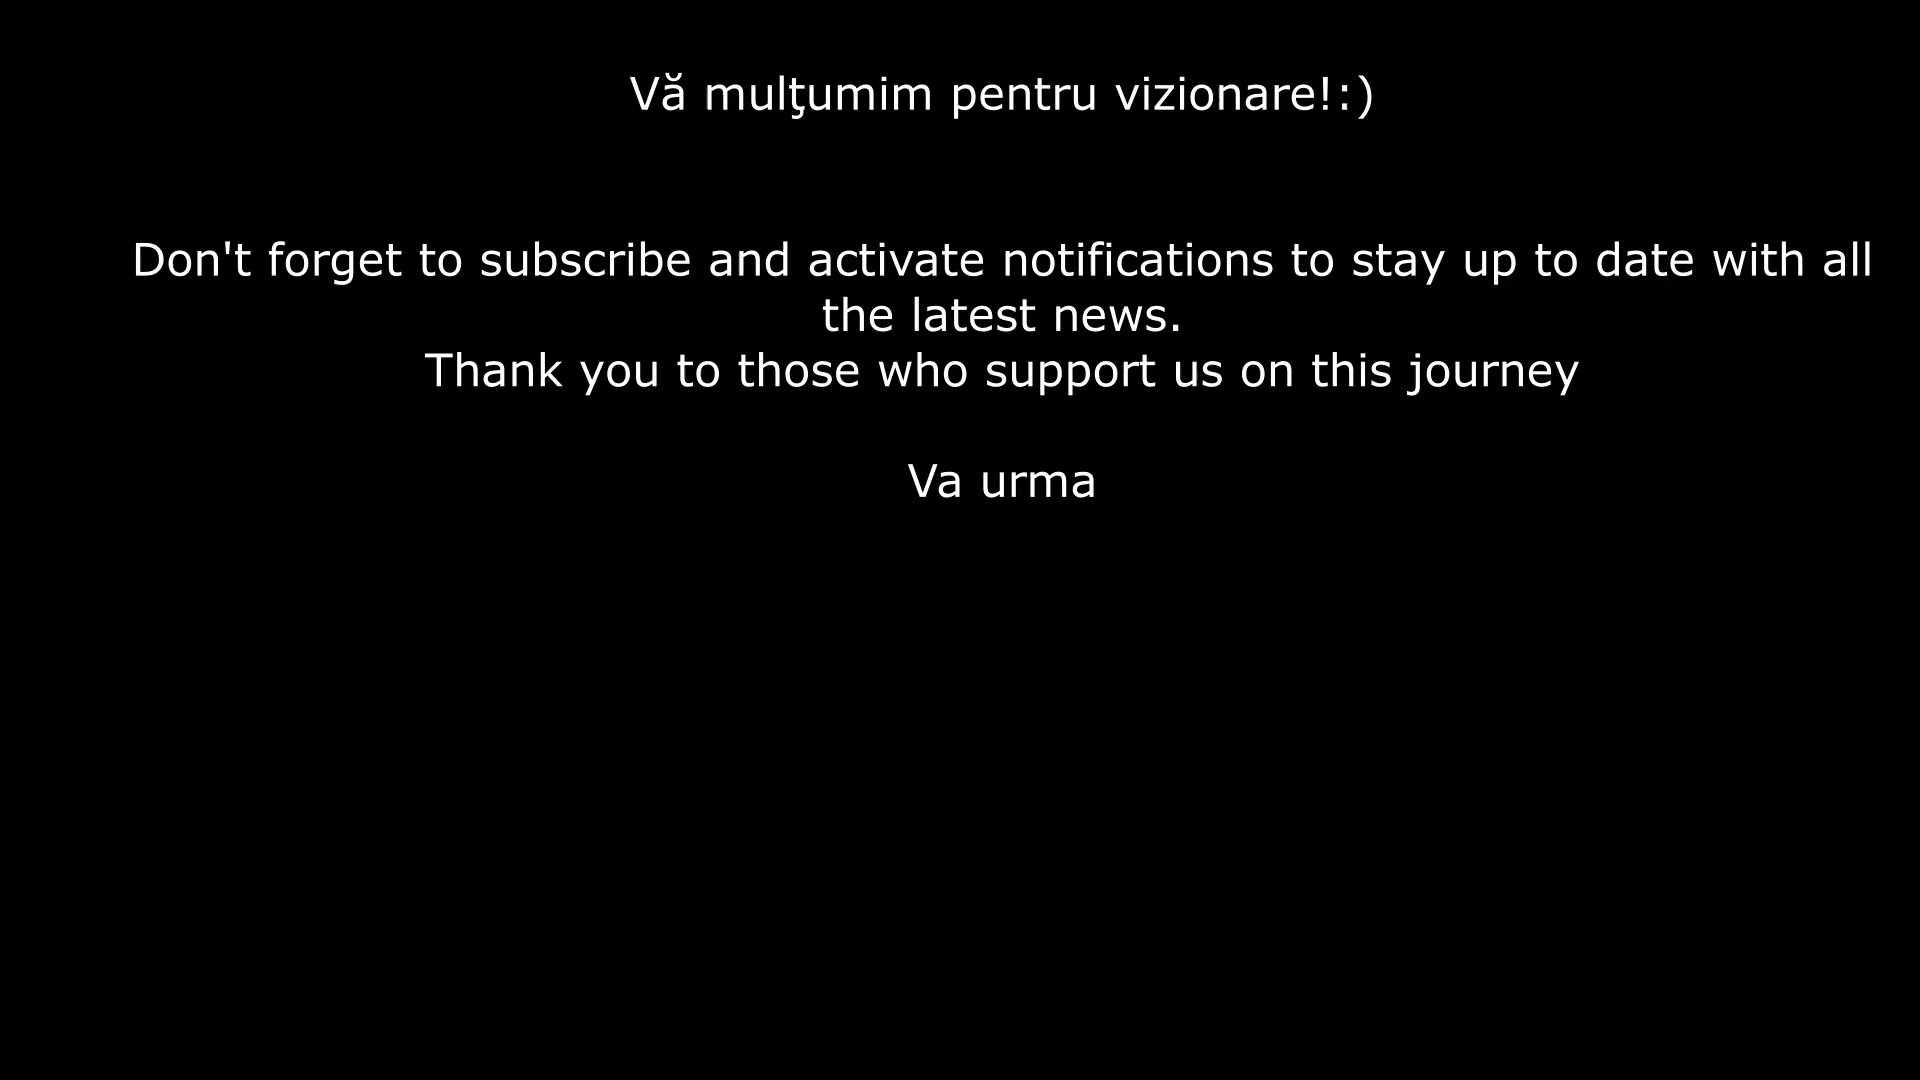 Vă mulţumim pentru vizionare!:)
Don't forget to subscribe and activate notifications to stay up to date with all
the latest news.
Thank you to those who support us on this journey
Va urma